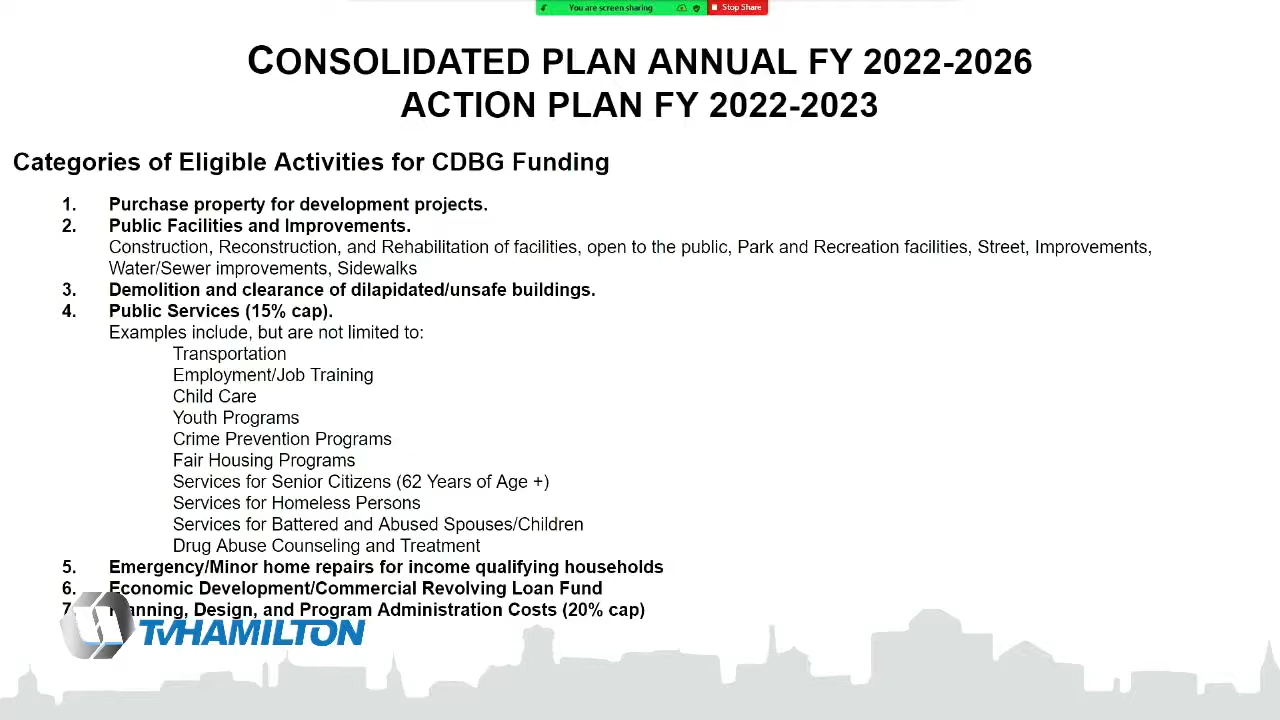 You are screen sharing
Stop Share
CONSOLIDATED PLAN ANNUAL FY 2022-2026
ACTION PLAN FY 2022-2023
Categories of Eligible Activities for CDBG Funding
1. Purchase property for development projects.
2. Public Facilities and Improvements.
Construction, Reconstruction, and Rehabilitation of facilities, open to the public, Park and Recreation facilities, Street, Improvements,
Water/Sewer improvements, Sidewalks
3. Demolition and clearance of dilapidated/unsafe buildings.
4. Public Services (15% cap).
Examples include, but are not limited to:
Transportation
Employment/Job Training
Child Care
Youth Programs
Crime Prevention Programs
Fair Housing Programs
Services for Senior Citizens (62 Years of Age +)
Services for Homeless Persons
Services for Battered and Abused Spouses/Children
Drug Abuse Counseling and Treatment
5. Emergency/Minor home repairs for income qualifying households
6. Economic Development/Commercial Revolving Loan Fund
7. Planning, Design, and Program Administration Costs (20% cap)
TVHAMILTON